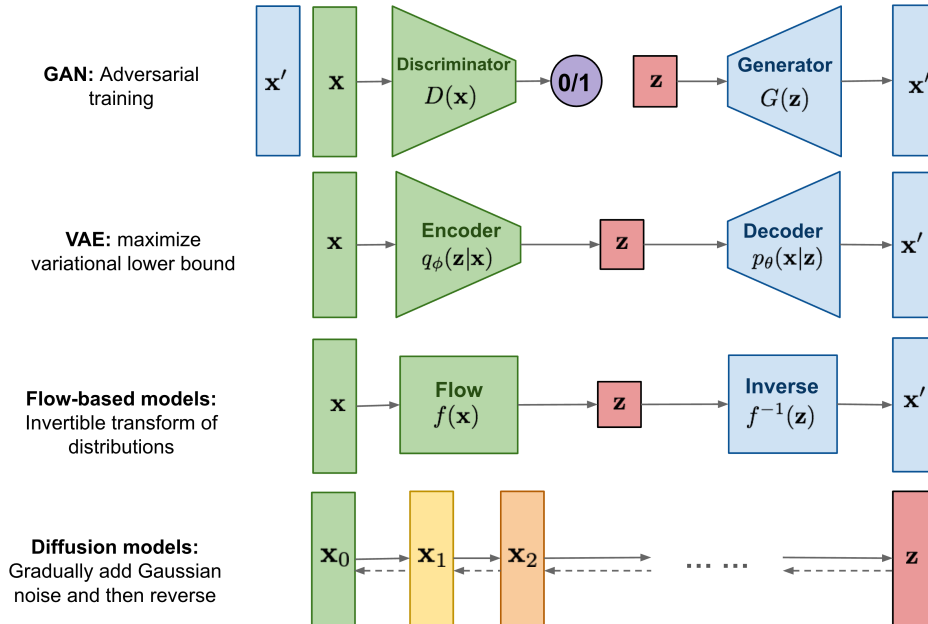 GAN: Adversarial
training
x′
x
Discriminator
D(x)
0/1
z
Generator
G(z)
x′
VAE: maximize
variational lower bound
x
Encoder
qϕ(z|x)
z
Decoder
pθ(x|z)
x′
Flow-based models:
Invertible transform of
distributions
x
Flow
f(x)
z
Inverse
f⁻¹(z)
x′
Diffusion models:
Gradually add Gaussian
noise and then reverse
x₀
x₁
x₂
... ...
z